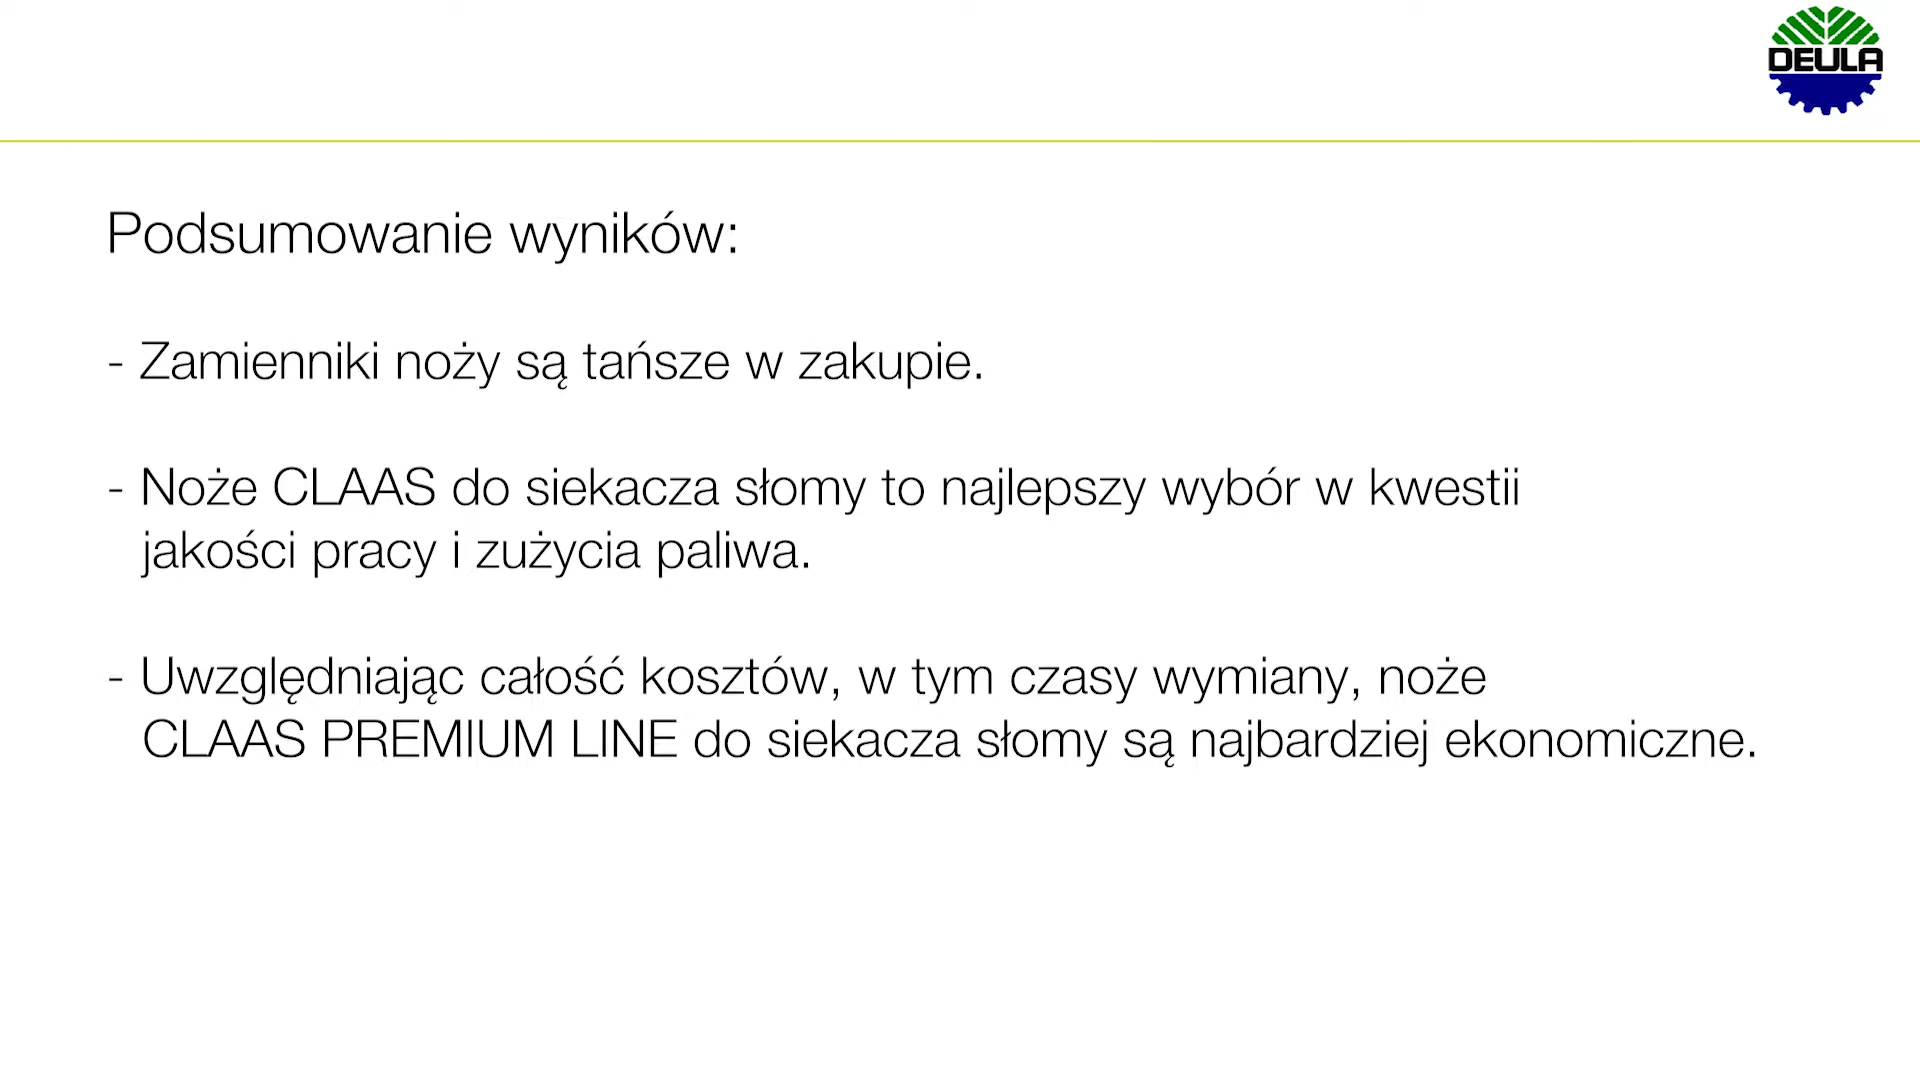 DEULA
Podsumowanie wyników:
- Zamienniki noży są tańsze w zakupie.
- Noże CLAAS do siekacza słomy to najlepszy wybór w kwestii
jakości pracy i zużycia paliwa.
- Uwzględniając całość kosztów, w tym czasy wymiany, noże
CLAAS PREMIUM LINE do siekacza słomy są najbardziej ekonomiczne.